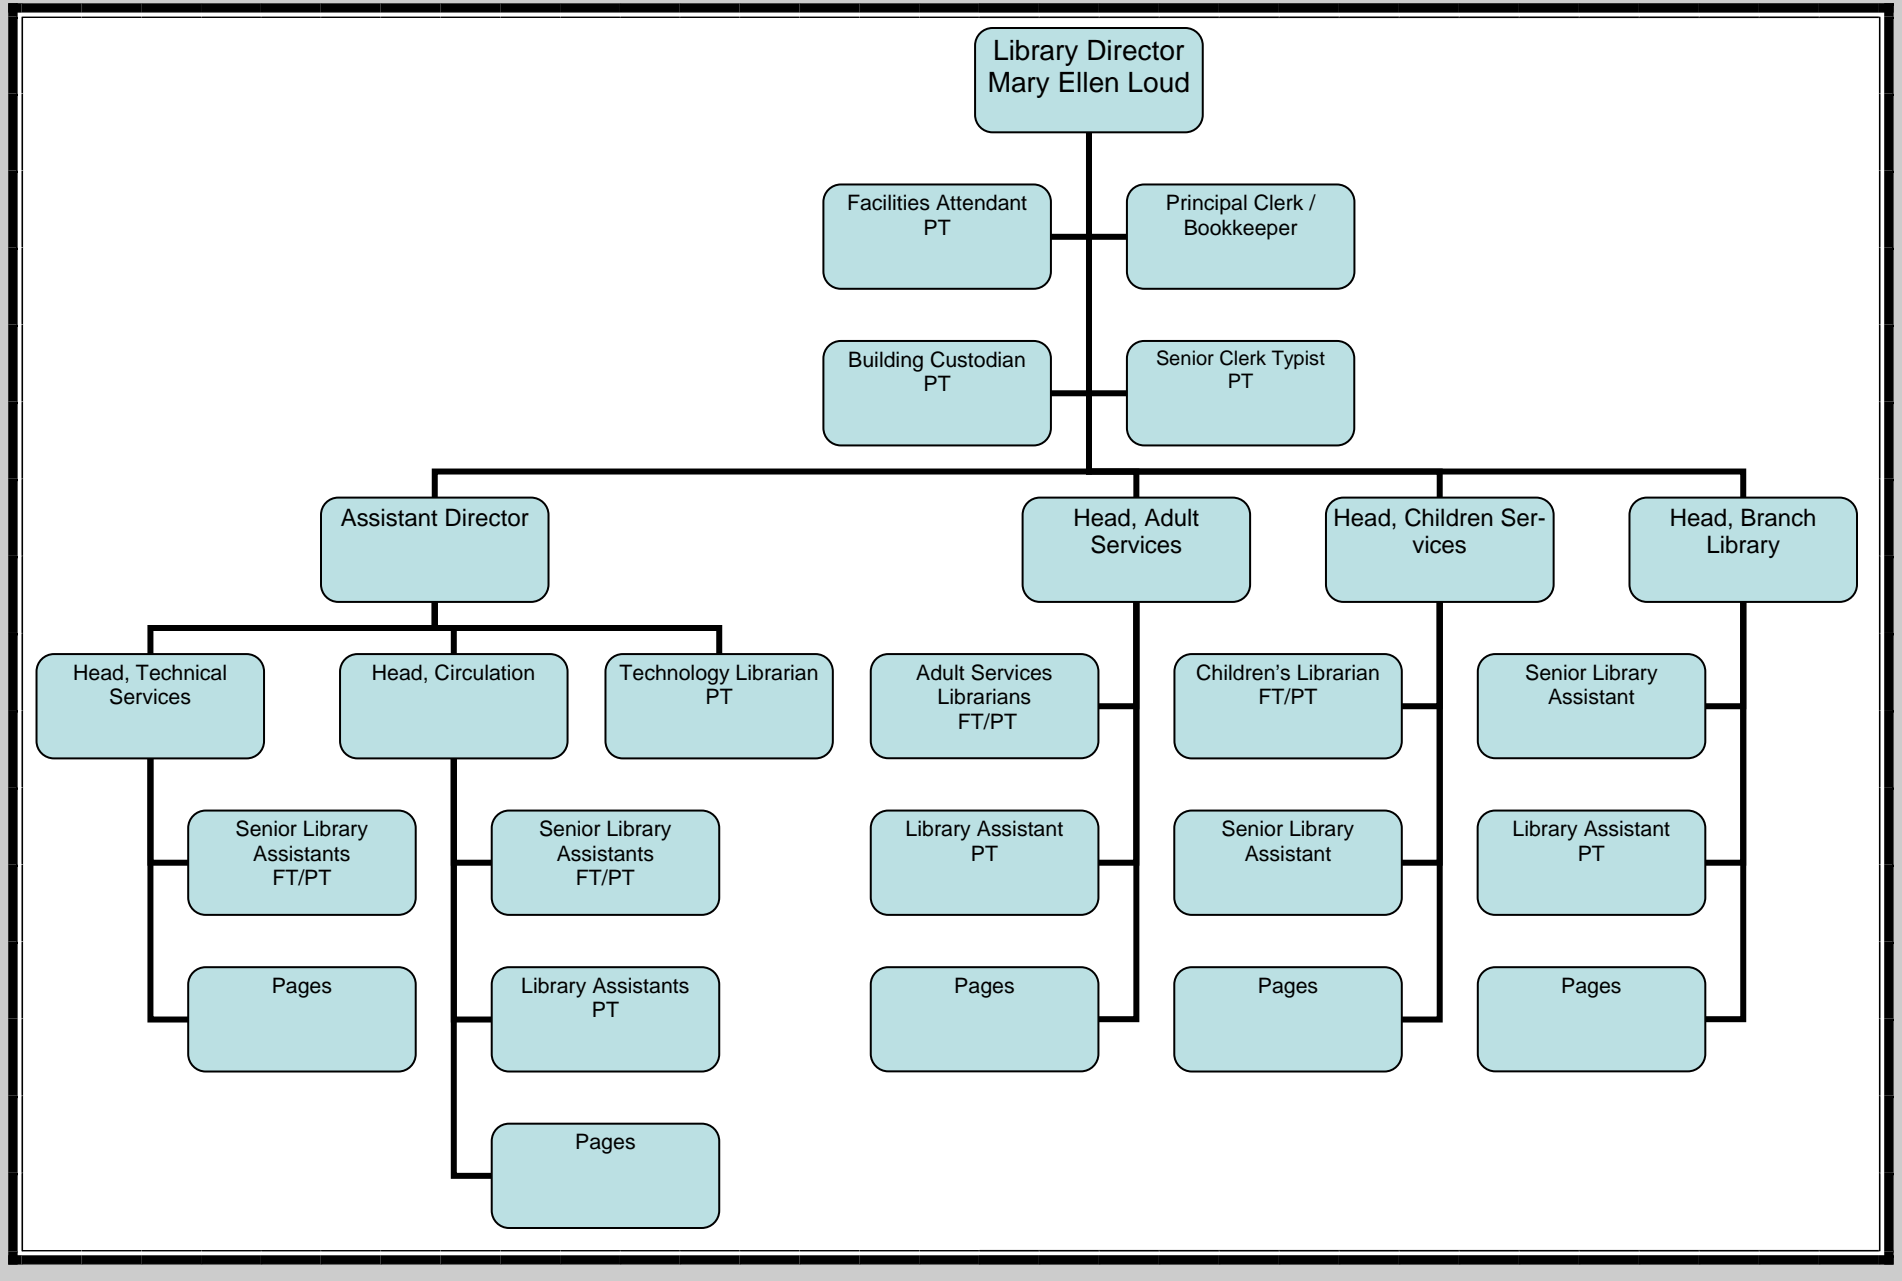 Library Director
Mary Ellen Loud
Facilities Attendant
PT
Principal Clerk /
Bookkeeper
Building Custodian
PT
Senior Clerk Typist
PT
Assistant Director
Head, Adult
Services
Head, Children Ser-
vices
Head, Branch
Library
Head, Technical
Services
Head, Circulation
Technology Librarian
PT
Adult Services
Librarians
FT/PT
Children’s Librarian
FT/PT
Senior Library
Assistant
Senior Library
Assistants
FT/PT
Senior Library
Assistants
FT/PT
Library Assistant
PT
Senior Library
Assistant
Library Assistant
PT
Pages
Library Assistants
PT
Pages
Pages
Pages
Pages